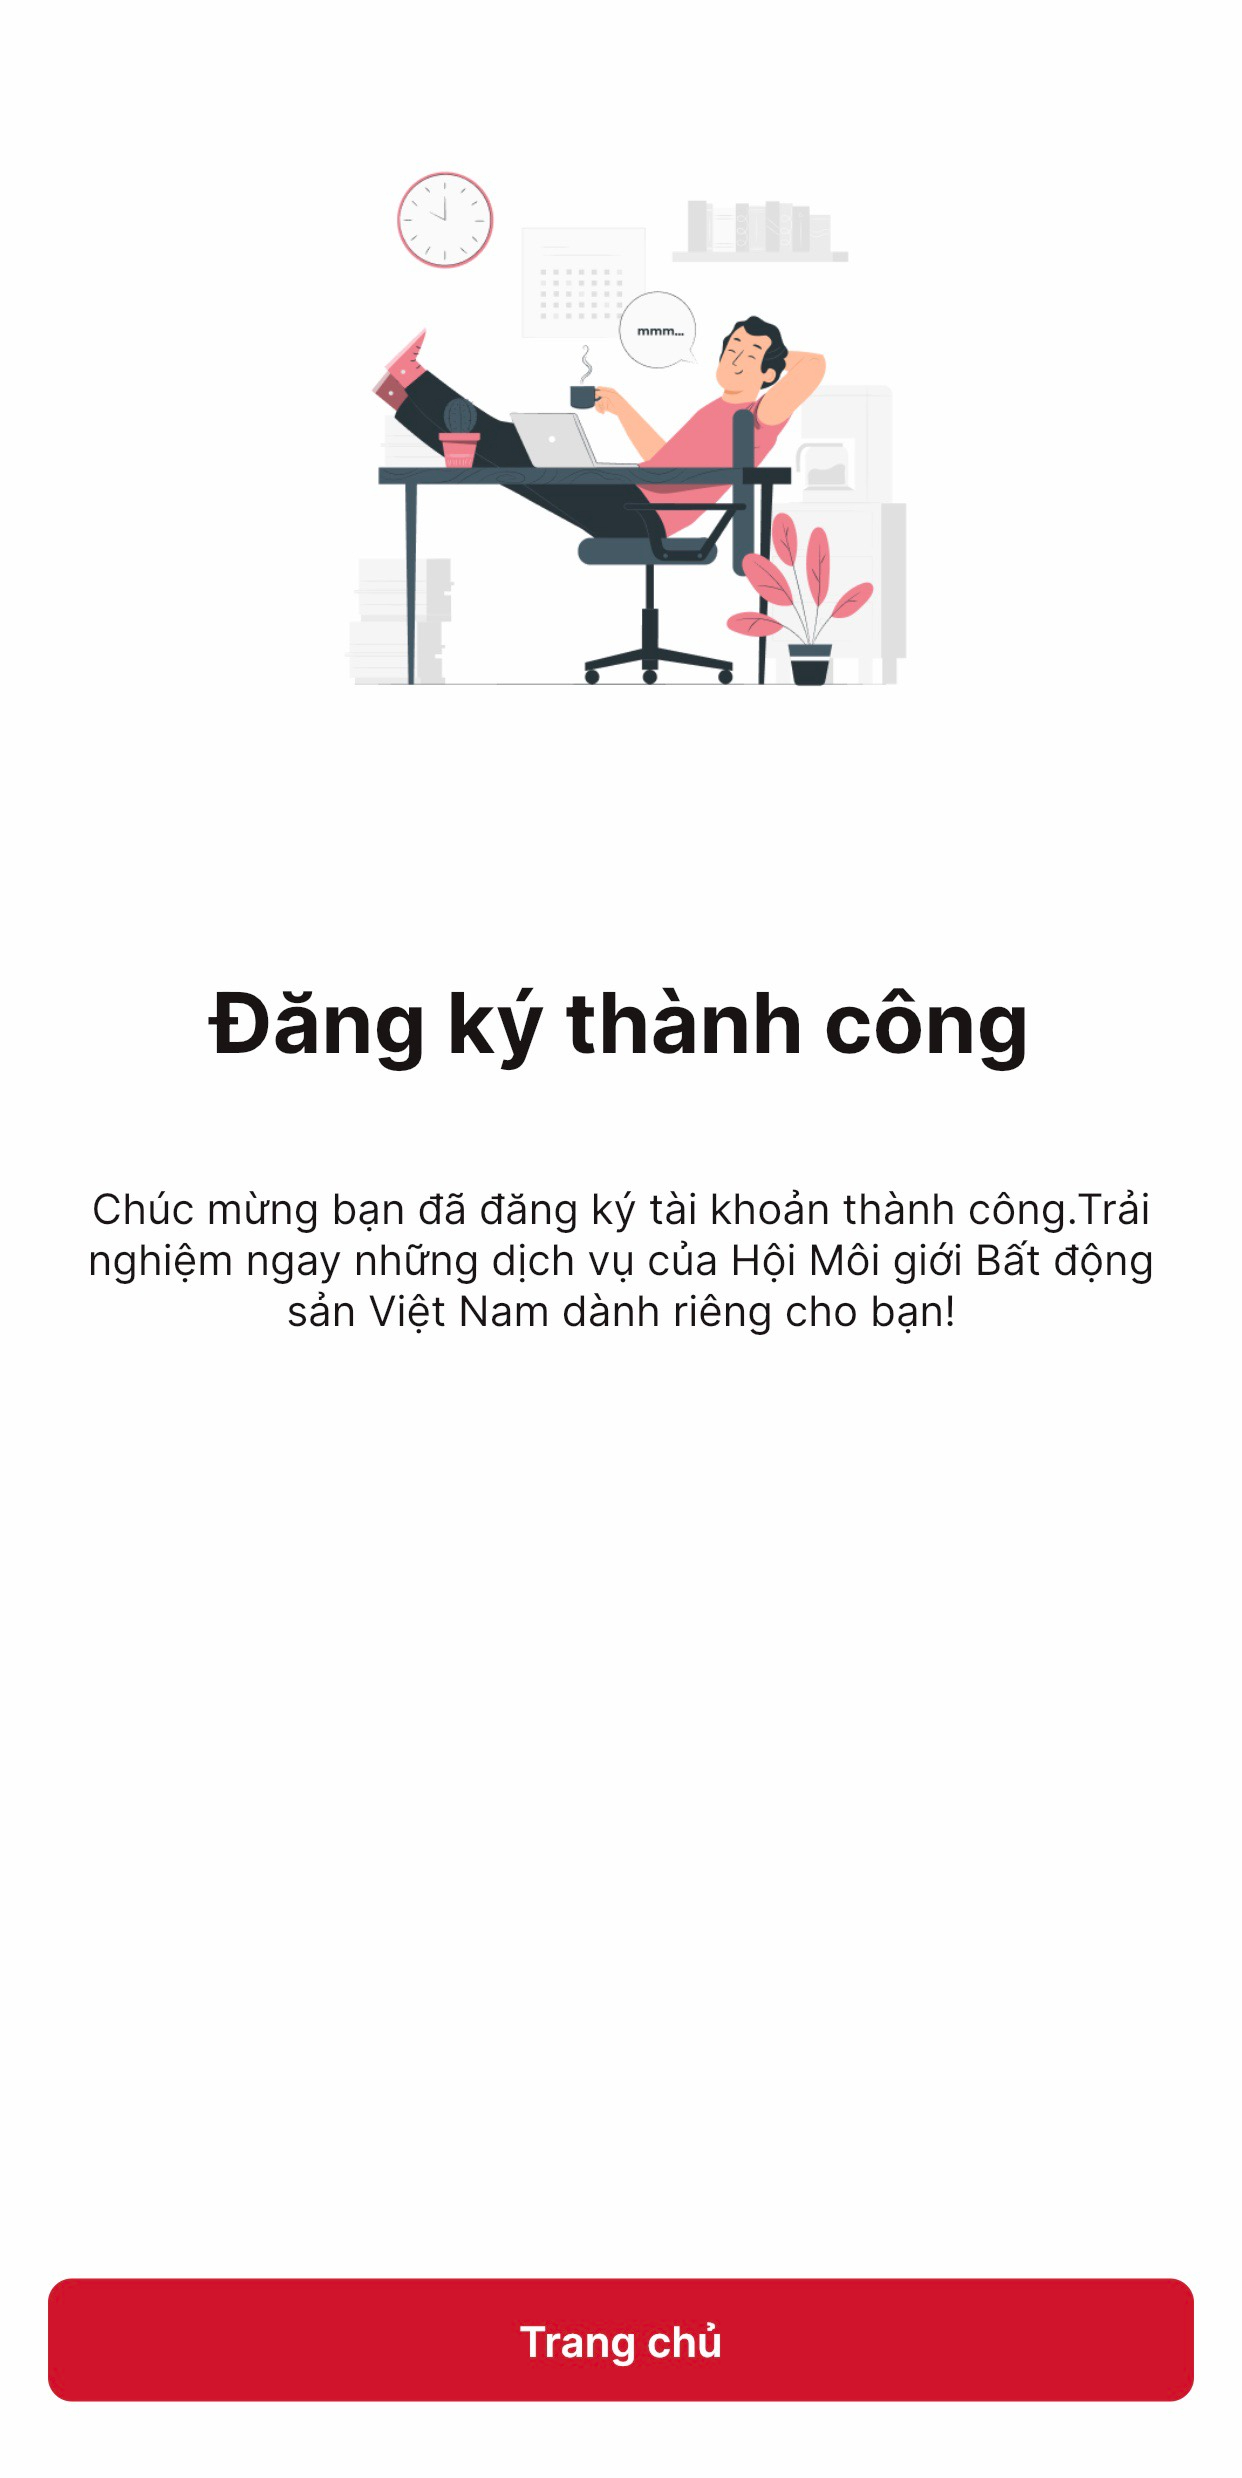 mmm...
Đăng ký thành công
Chúc mừng bạn đã đăng ký tài khoản thành công.Trải
nghiệm ngay những dịch vụ của Hội Môi giới Bất động
sản Việt Nam dành riêng cho bạn!
Trang chủ